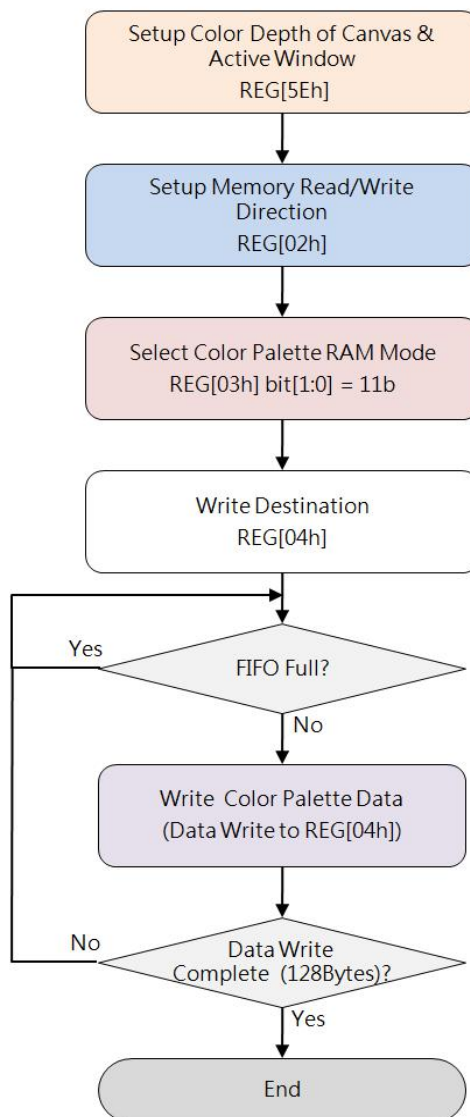 Setup Color Depth of Canvas &
Active Window
REG[5Eh]
Setup Memory Read/Write
Direction
REG[02h]
Select Color Palette RAM Mode
REG[03h] bit[1:0] = 11b
Write Destination
REG[04h]
Yes
FIFO Full?
No
Write Color Palette Data
(Data Write to REG[04h])
No
Data Write
Complete (128Bytes)?
Yes
End